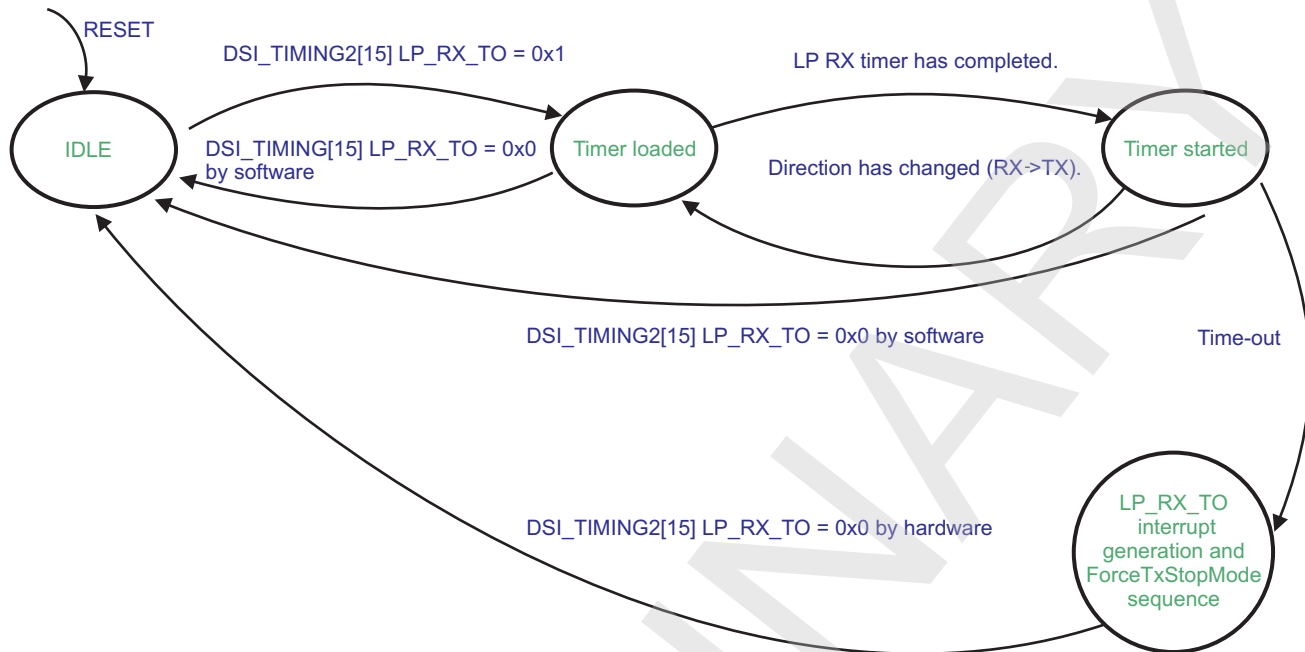 RESET
DSI_TIMING2[15] LP_RX_TO = 0x1
LP RX timer has completed.
IDLE
DSI_TIMING[15] LP_RX_TO = 0x0
by software
Timer loaded
Direction has changed (RX->TX).
Timer started
DSI_TIMING2[15] LP_RX_TO = 0x0 by software
Time-out
DSI_TIMING2[15] LP_RX_TO = 0x0 by hardware
LP_RX_TO
interrupt
generation and
ForceTxStopMode
sequence
NARY